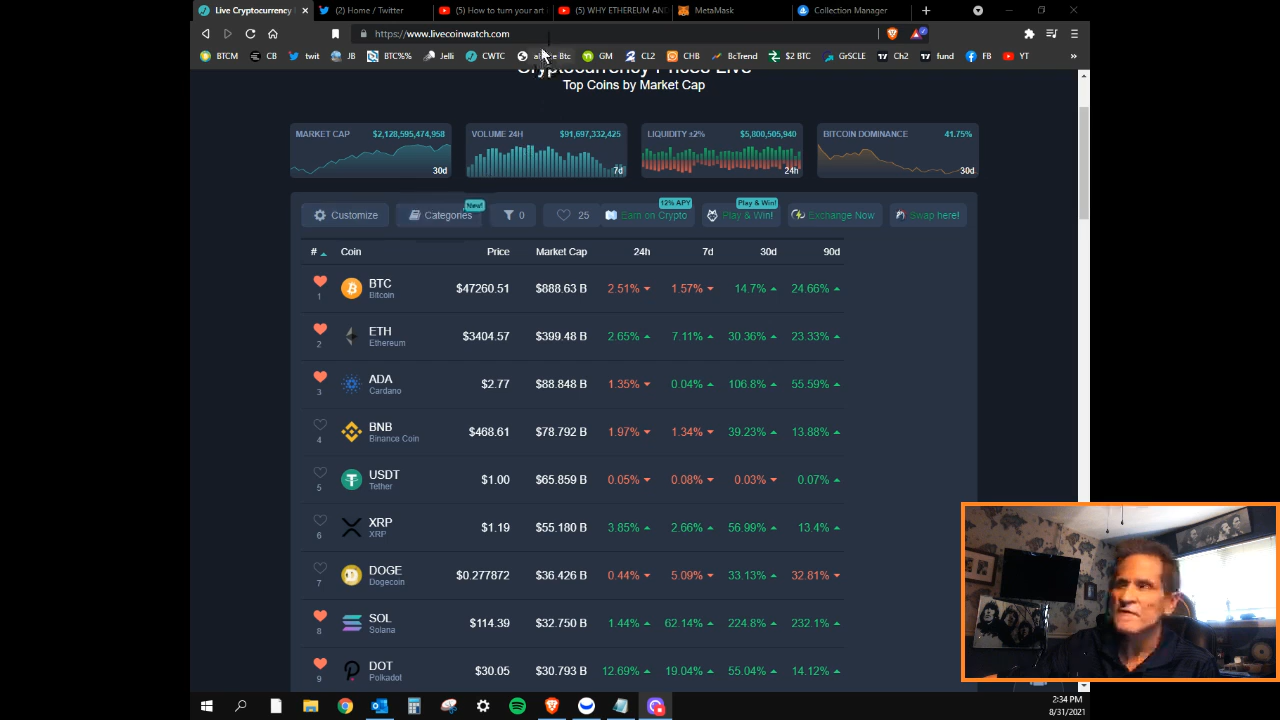 Live Cryptocurrency
(2) Home / Twitter
(5) How to turn your art
(5) WHY ETHEREUM AND
MetaMask
Collection Manager
https://www.livecoinwatch.com
BTCM CB twit JB BTC%% Jelli CWTC Btc GM CL2 CHB BcTrend $2 BTC GrSCLE Ch2 fund FB YT
Cryptocurrency Prices Live
Top Coins by Market Cap
MARKET CAP $2,128,595,474,958
30d
VOLUME 24H $91,697,332,425
7d
LIQUIDITY ±2% $5,800,505,940
24h
BITCOIN DOMINANCE 41.75%
30d
New! 12% APY Play & Win!
Customize Categories 0 25 Earn on Crypto Play & Win! Exchange Now Swap here!
# Coin Price Market Cap 24h 7d 30d 90d
1 BTC $47260.51 $888.63 B 2.51% 1.57% 14.7% 24.66%
Bitcoin
2 ETH $3404.57 $399.48 B 2.65% 7.11% 30.36% 23.33%
Ethereum
3 ADA $2.77 $88.848 B 1.35% 0.04% 106.8% 55.59%
Cardano
4 BNB $468.61 $78.792 B 1.97% 1.34% 39.23% 13.88%
Binance Coin
5 USDT $1.00 $65.859 B 0.05% 0.08% 0.03% 0.07%
Tether
6 XRP $1.19 $55.180 B 3.85% 2.66% 56.99% 13.4%
XRP
7 DOGE $0.277872 $36.426 B 0.44% 5.09% 33.13% 32.81%
Dogecoin
8 SOL $114.39 $32.750 B 1.44% 62.14% 224.8% 232.1%
Solana
9 DOT $30.05 $30.793 B 12.69% 19.04% 55.04% 14.12%
Polkadot
2:34 PM
8/31/2021